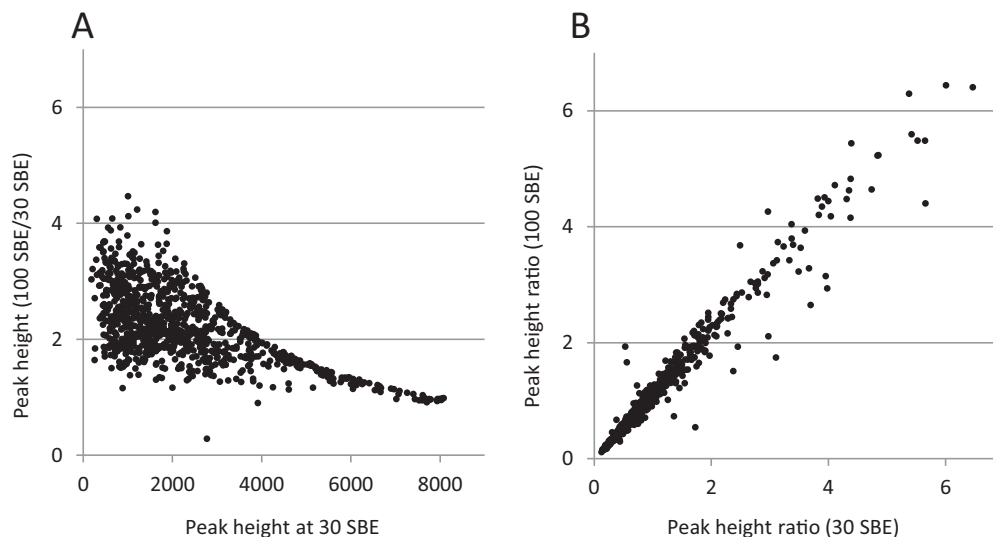 A
Peak height (100 SBE/30 SBE)
6
4
2
0
0 2000 4000 6000 8000
Peak height at 30 SBE
B
Peak height ratio (100 SBE)
6
4
2
0
0 2 4 6
Peak height ratio (30 SBE)